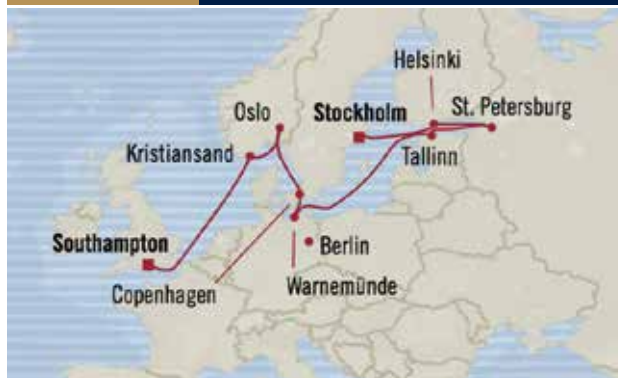 Helsinki
Oslo
Stockholm
St. Petersburg
Kristiansand
Tallinn
Southampton
Berlin
Copenhagen
Warnemünde